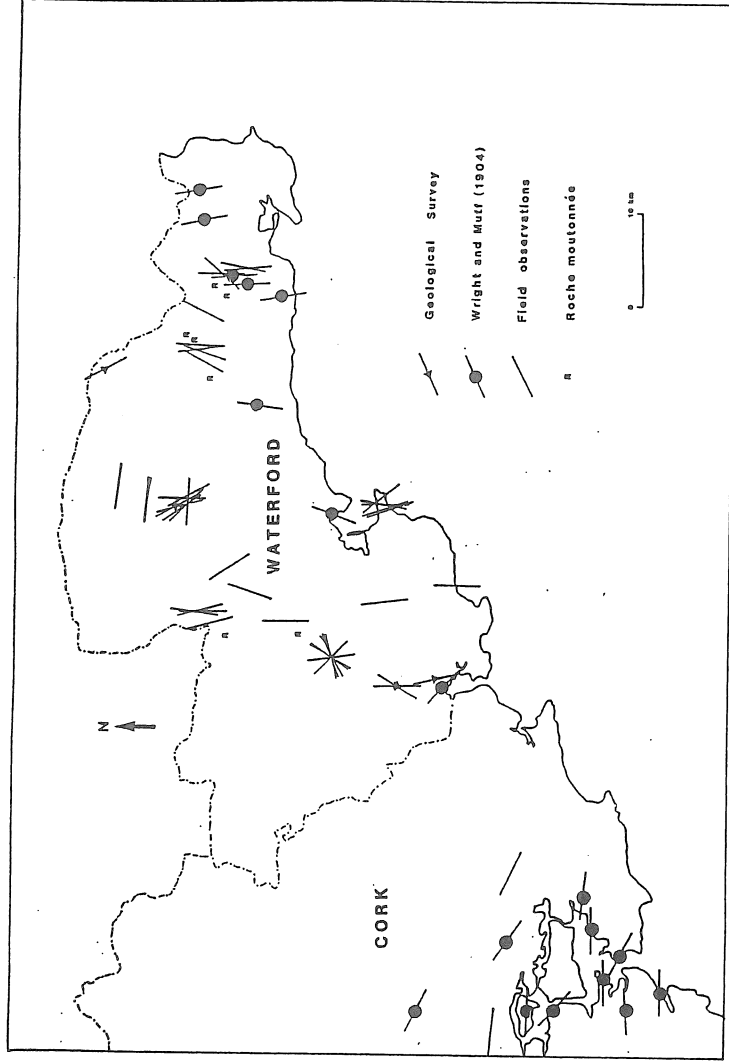 N
WATERFORD
CORK
Geological Survey
Wright and Muff (1904)
Field observations
R Roche moutonnée
0 10 km